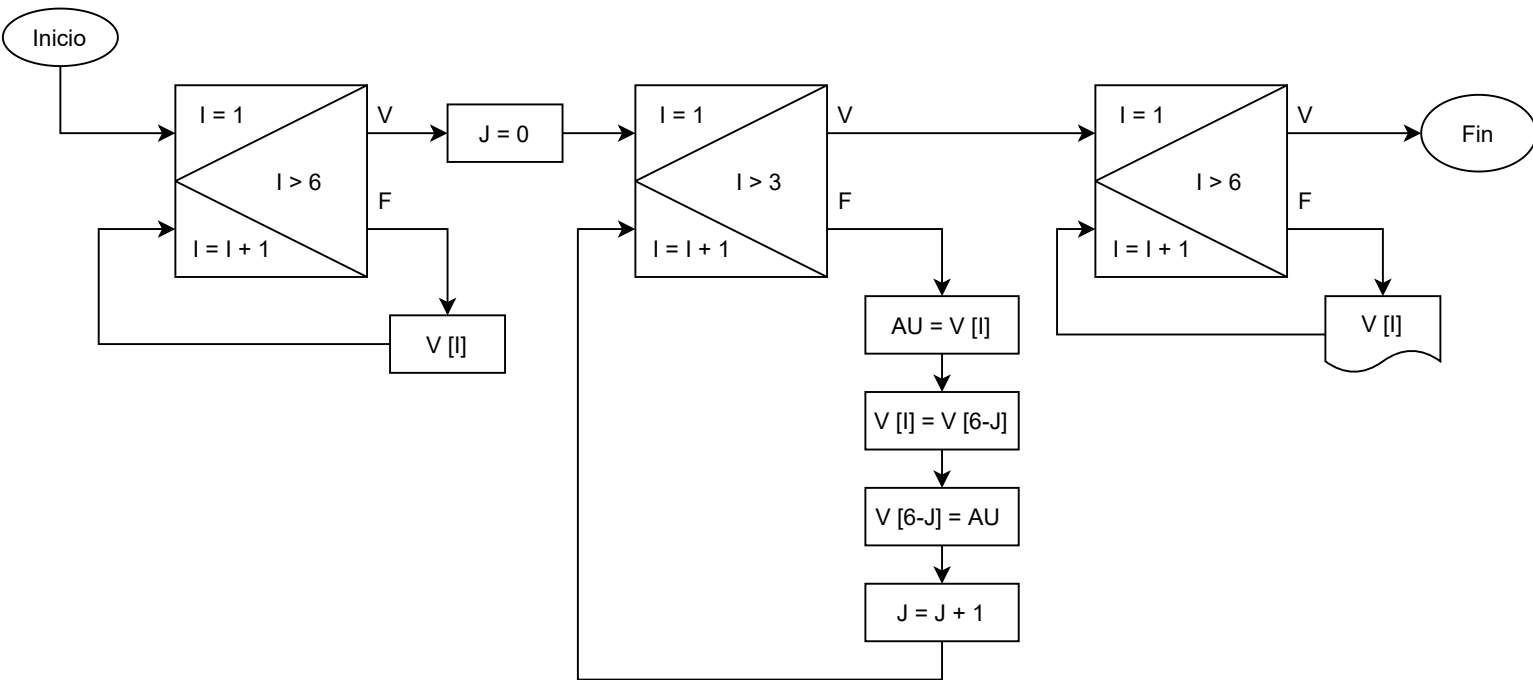 Inicio
I = 1
I > 6
I = I + 1
V
F
V [I]
J = 0
I = 1
I > 3
I = I + 1
V
F
AU = V [I]
V [I] = V [6-J]
V [6-J] = AU
J = J + 1
I = 1
I > 6
I = I + 1
V
F
V [I]
Fin